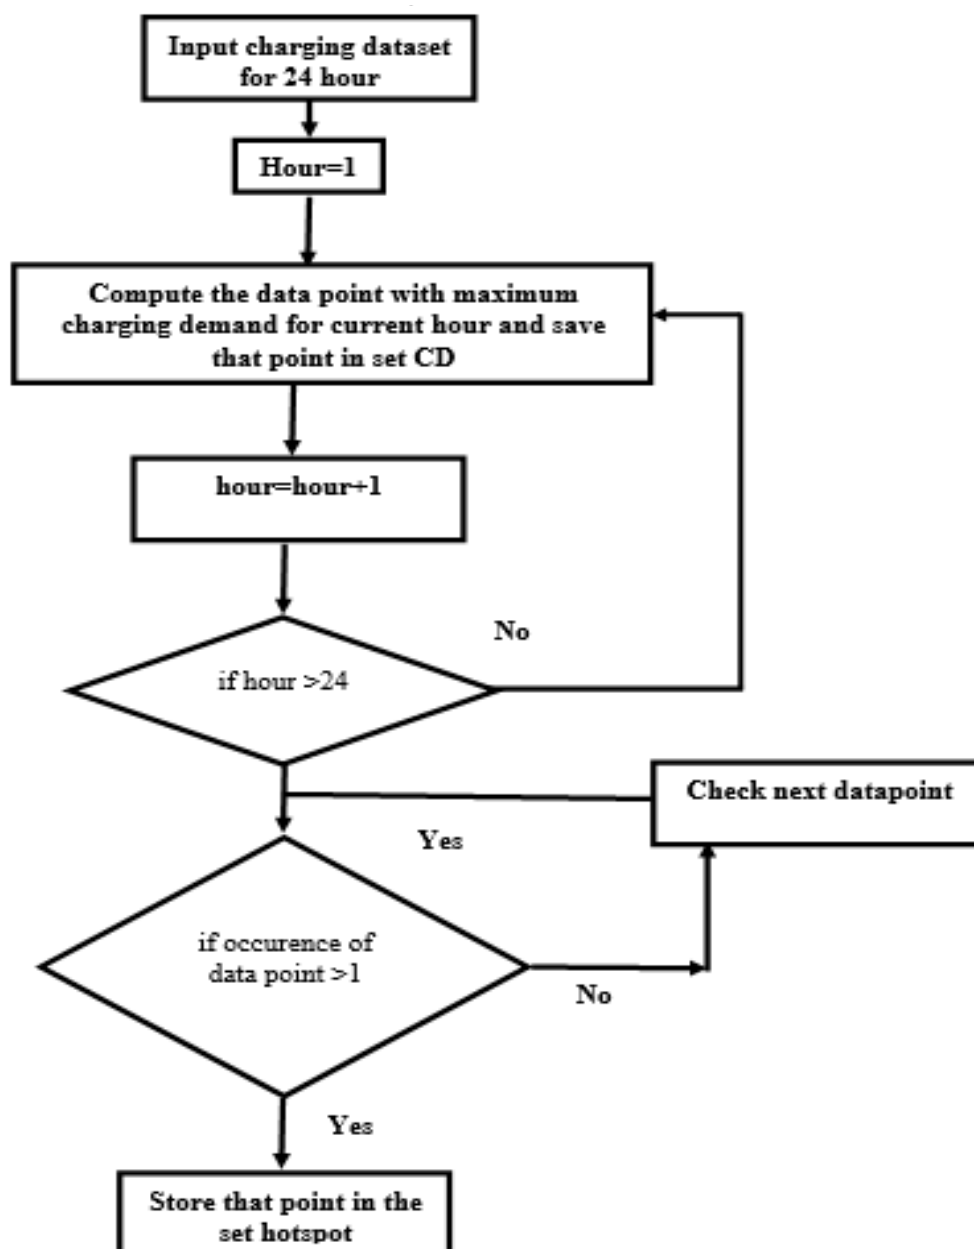 Input charging dataset
for 24 hour
Hour=1
Compute the data point with maximum
charging demand for current hour and save
that point in set CD
hour=hour+1
No
if hour >24
Check next datapoint
Yes
if occurence of
data point >1
No
Yes
Store that point in the
set hotspot